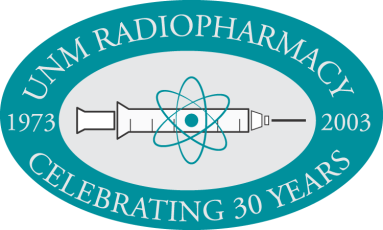 UNM RADIOPHARMACY
1973
2003
CELEBRATING 30 YEARS